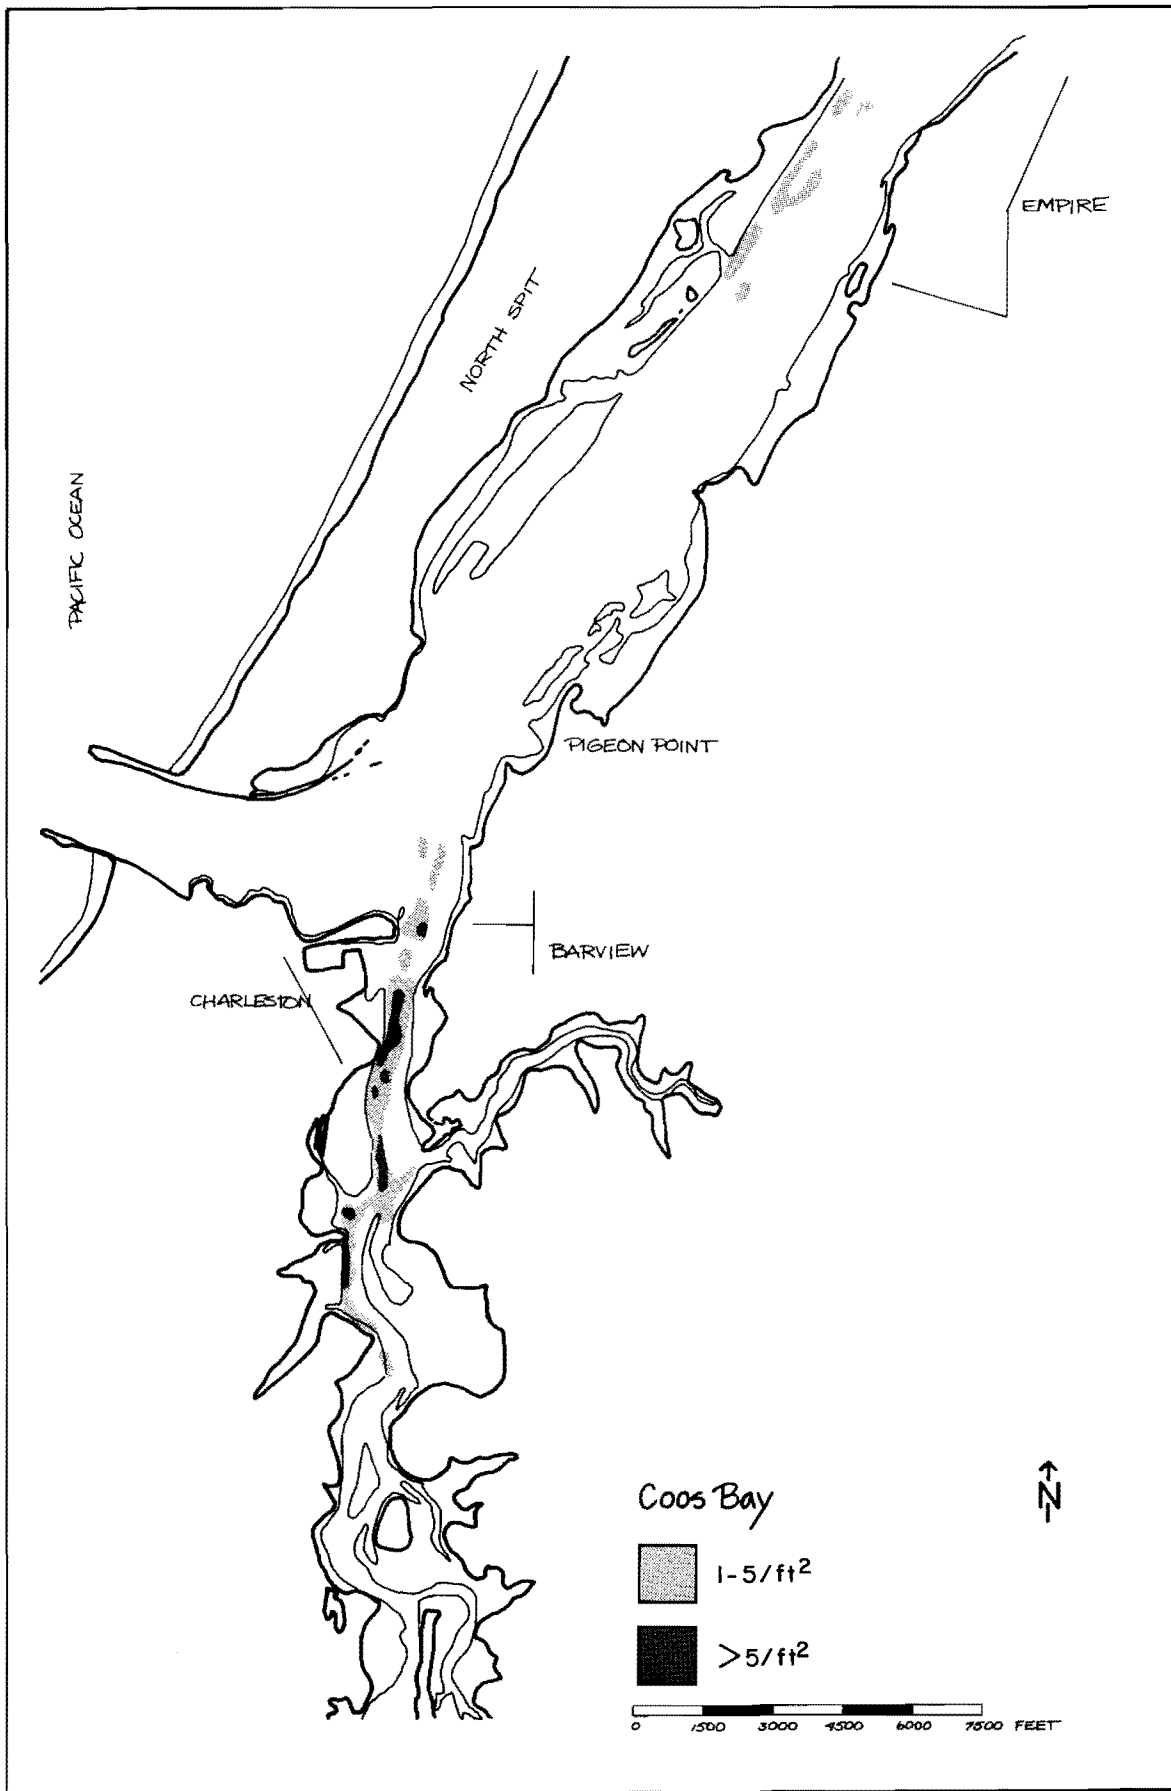 EMPIRE
NORTH SPIT
PACIFIC OCEAN
PIGEON POINT
BARVIEW
CHARLESTON
Coos Bay
N
1-5/ft²
>5/ft²
0 1500 3000 4500 6000 7500 FEET